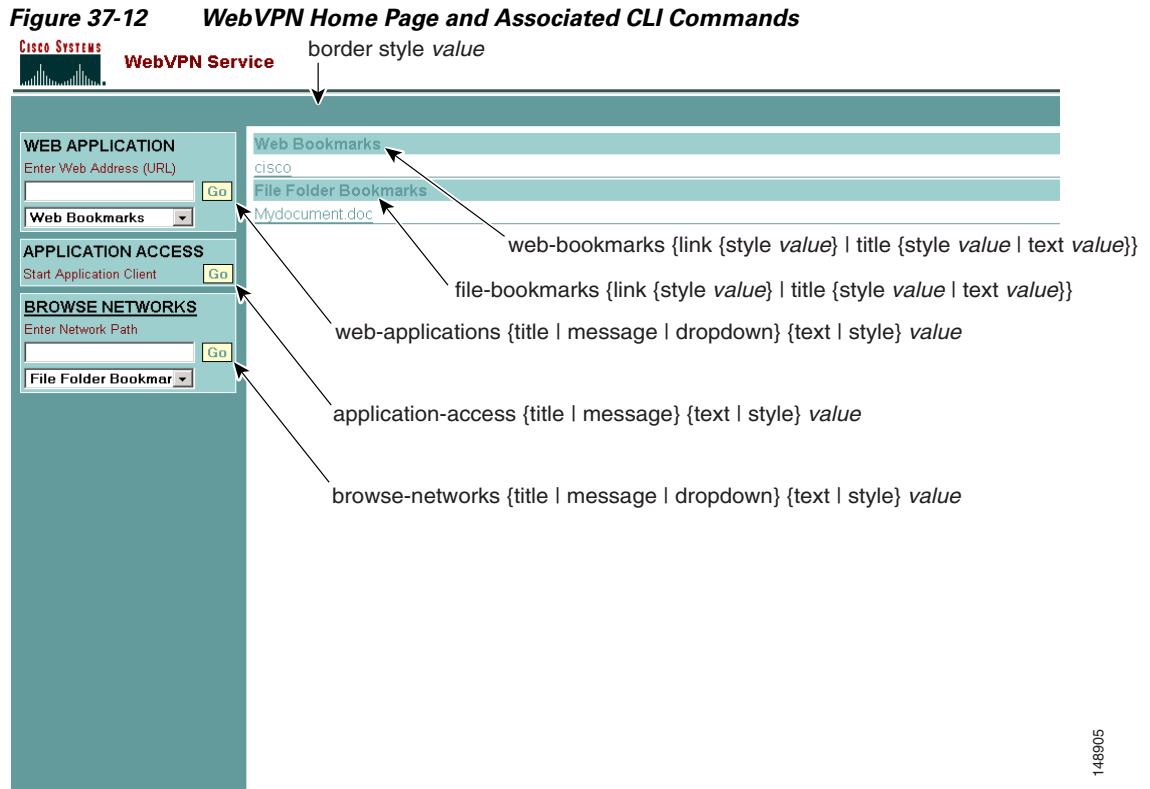 Figure 37-12 WebVPN Home Page and Associated CLI Commands
CISCO SYSTEMS
WebVPN Service
border style value
WEB APPLICATION
Enter Web Address (URL)
Go
Web Bookmarks
APPLICATION ACCESS
Start Application Client
Go
BROWSE NETWORKS
Enter Network Path
Go
File Folder Bookmar
Web Bookmarks
cisco
File Folder Bookmarks
Mydocument.doc
web-bookmarks {link {style value} | title {style value | text value}}
file-bookmarks {link {style value} | title {style value | text value}}
web-applications {title | message | dropdown} {text | style} value
application-access {title | message} {text | style} value
browse-networks {title | message | dropdown} {text | style} value
148905